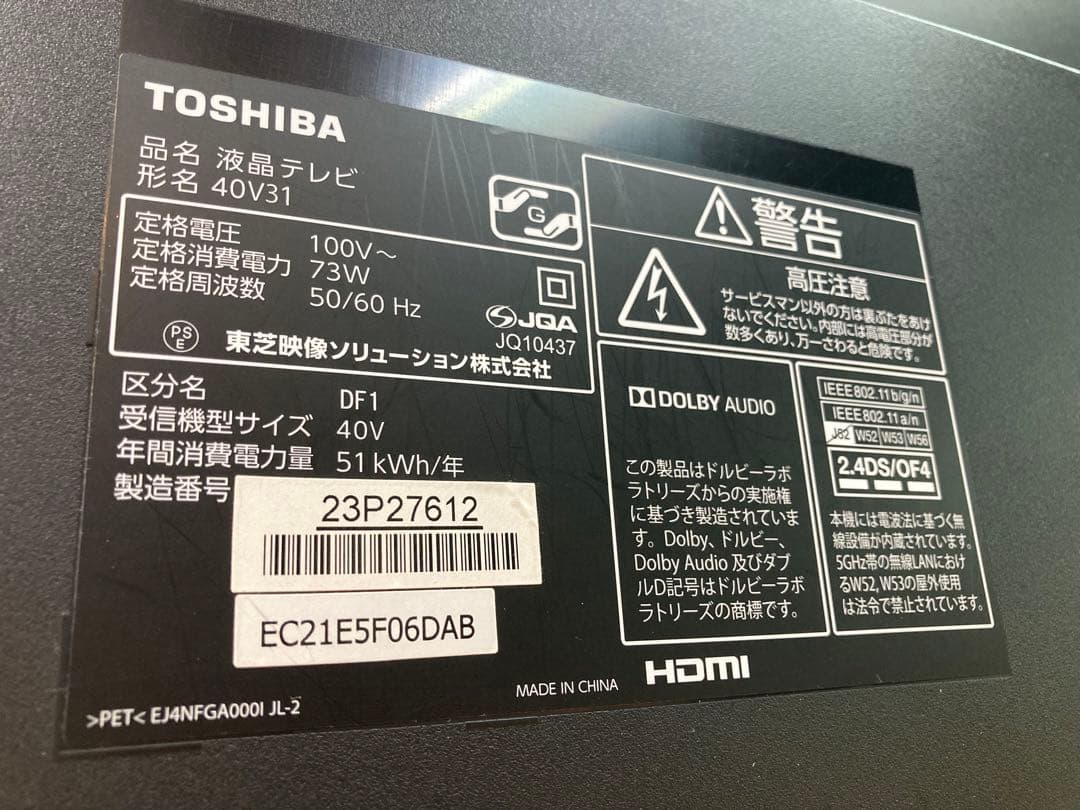 TOSHIBA
品名 液晶テレビ
形名 40V31
定格電圧 100V～
定格消費電力 73W
定格周波数 50/60 Hz
G
JQA
JQ10437
PS
E
東芝映像ソリューション株式会社
区分名 DF1
受信機型サイズ 40V
年間消費電力量 51kWh/年
製造番号
23P27612
EC21E5F06DAB
>PET< EJ4NFGA000I JL-2
MADE IN CHINA
HDMI
警告
高圧注意
サービスマン以外の方は裏ぶたをあけ
ないでください。内部には高電圧部分が
数多くあり、万一さわると危険です。
DOLBY AUDIO
この製品はドルビーラボ
ラトリーズからの実施権
に基づき製造されていま
す。Dolby、ドルビー、
Dolby Audio 及びダブ
ルD記号はドルビーラボ
ラトリーズの商標です。
IEEE802.11b/g/n
IEEE802.11a/n
J52 W52 W53 W56
2.4DS/OF4
本機には電波法に基づく無
線設備が内蔵されています。
5GHz帯の無線LANにおけ
るW52, W53の屋外使用
は法令で禁止されています。